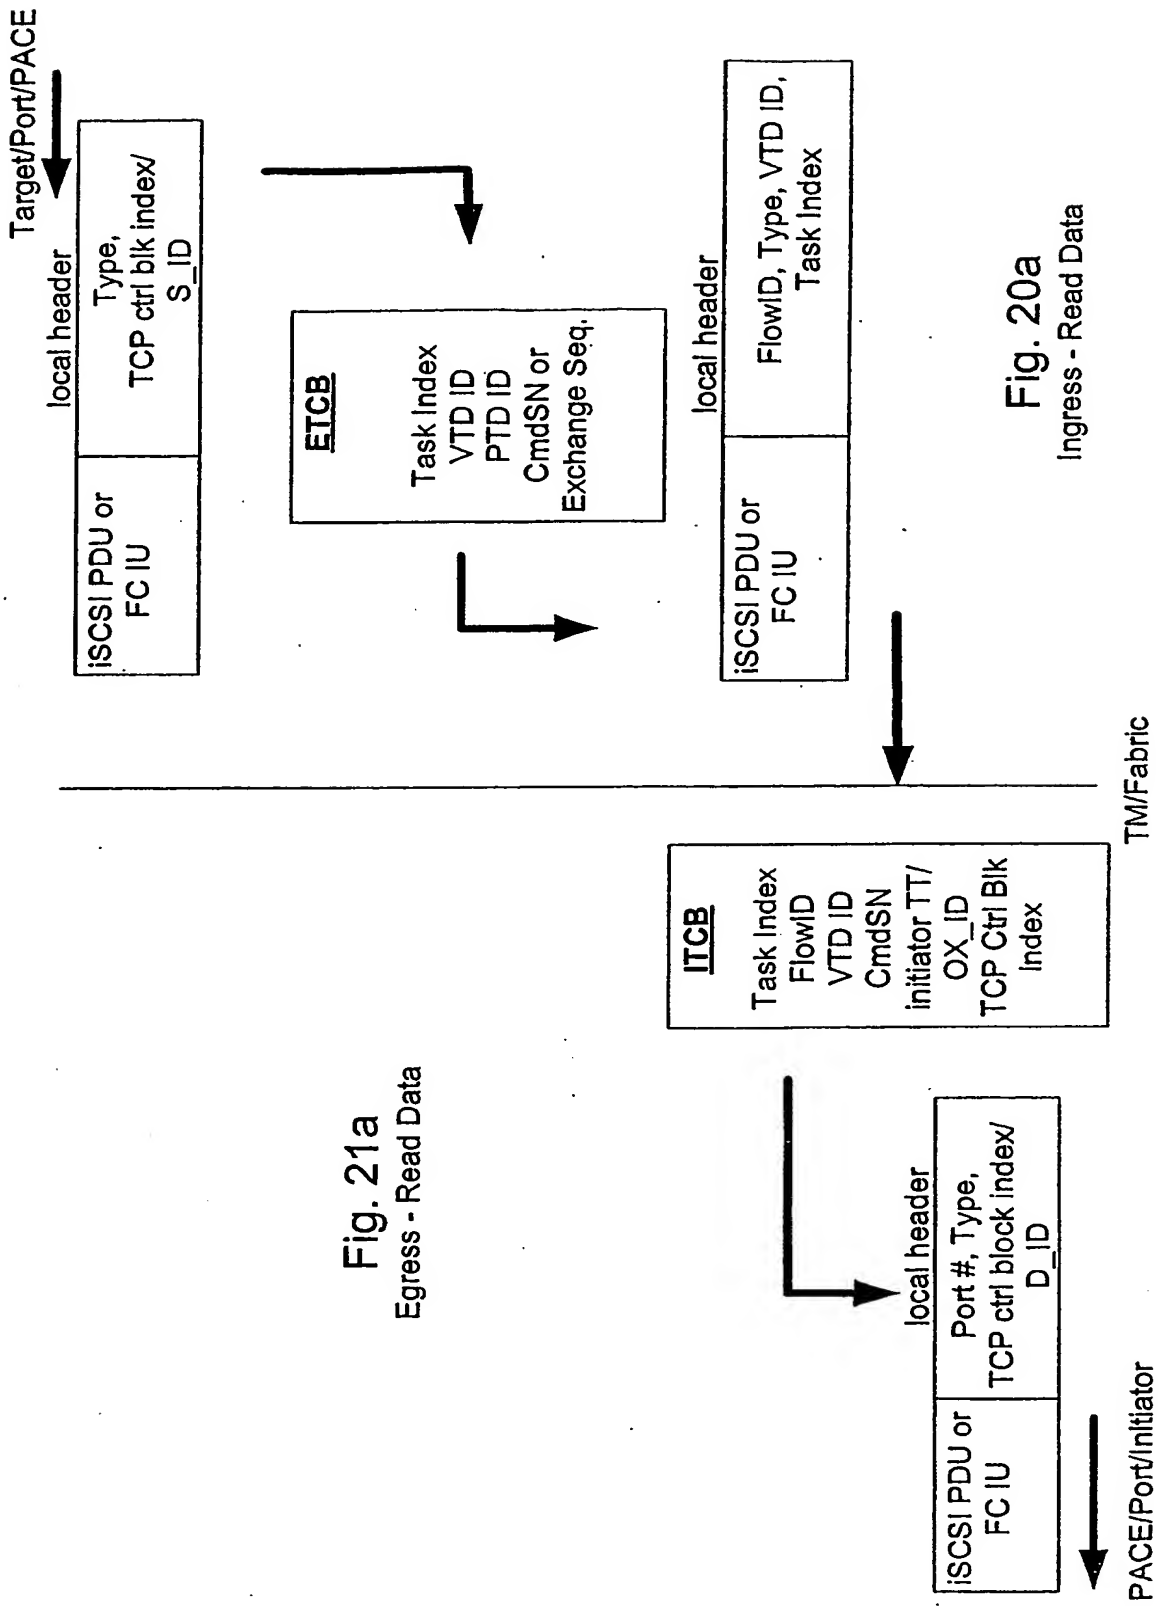 Target/Port/PACE
local header
iSCSI PDU or
FC IU
Type,
TCP ctrl blk index/
S_ID
ETCB
Task Index
VTD ID
PTD ID
CmdSN or
Exchange Seq.
local header
iSCSI PDU or
FC IU
FlowID, Type, VTD ID,
Task Index
Fig. 20a
Ingress - Read Data
TM/Fabric
ITCB
Task Index
FlowID
VTD ID
CmdSN
initiator TT/
OX_ID
TCP Ctrl Blk
Index
Fig. 21a
Egress - Read Data
local header
iSCSI PDU or
FC IU
Port #, Type,
TCP ctrl block index/
D_ID
PACE/Port/Initiator